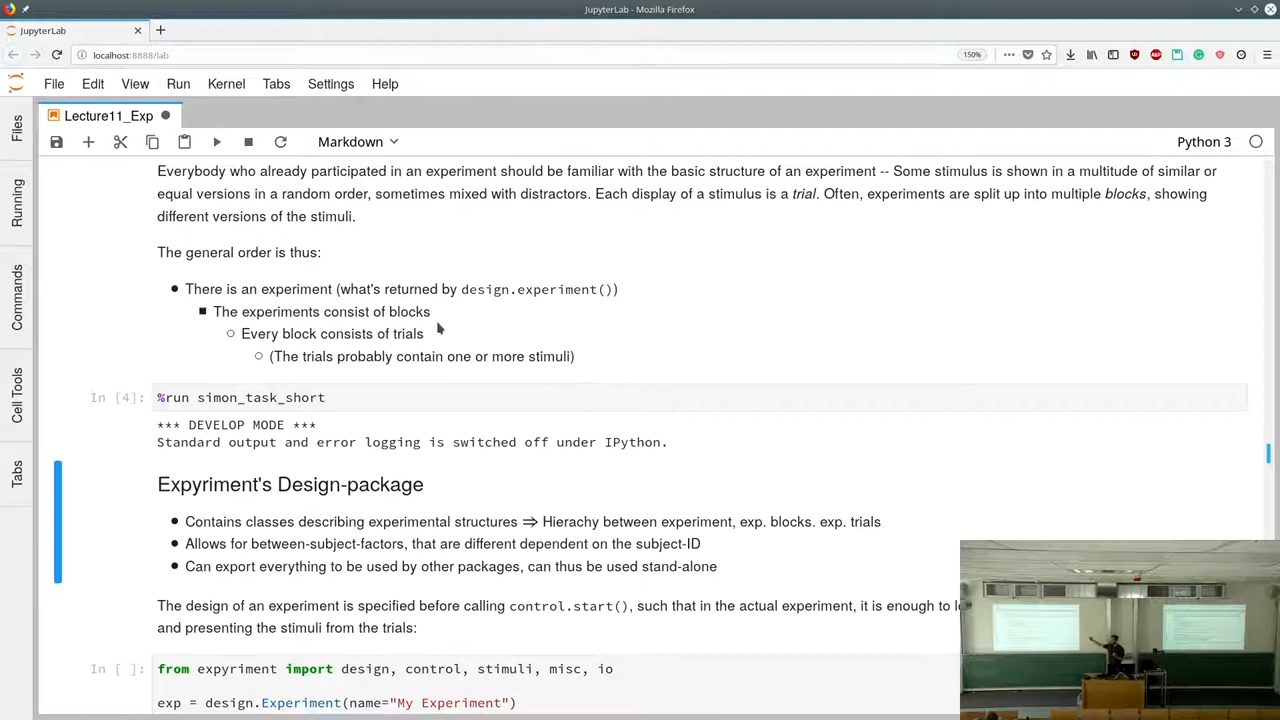 JupyterLab - Mozilla Firefox
JupyterLab
localhost:8888/lab
150%
File Edit View Run Kernel Tabs Settings Help
Lecture11_Exp
Markdown
Python 3
Files
Running
Commands
Cell Tools
Tabs
Everybody who already participated in an experiment should be familiar with the basic structure of an experiment -- Some stimulus is shown in a multitude of similar or
equal versions in a random order, sometimes mixed with distractors. Each display of a stimulus is a trial. Often, experiments are split up into multiple blocks, showing
different versions of the stimuli.
The general order is thus:
There is an experiment (what's returned by design.experiment())
The experiments consist of blocks
Every block consists of trials
(The trials probably contain one or more stimuli)
In [4]: %run simon_task_short
*** DEVELOP MODE ***
Standard output and error logging is switched off under IPython.
Expyriment's Design-package
Contains classes describing experimental structures ⇒ Hierachy between experiment, exp. blocks. exp. trials
Allows for between-subject-factors, that are different dependent on the subject-ID
Can export everything to be used by other packages, can thus be used stand-alone
The design of an experiment is specified before calling control.start(), such that in the actual experiment, it is enough to
and presenting the stimuli from the trials:
In [ ]: from expyriment import design, control, stimuli, misc, io
exp = design.Experiment(name="My Experiment")